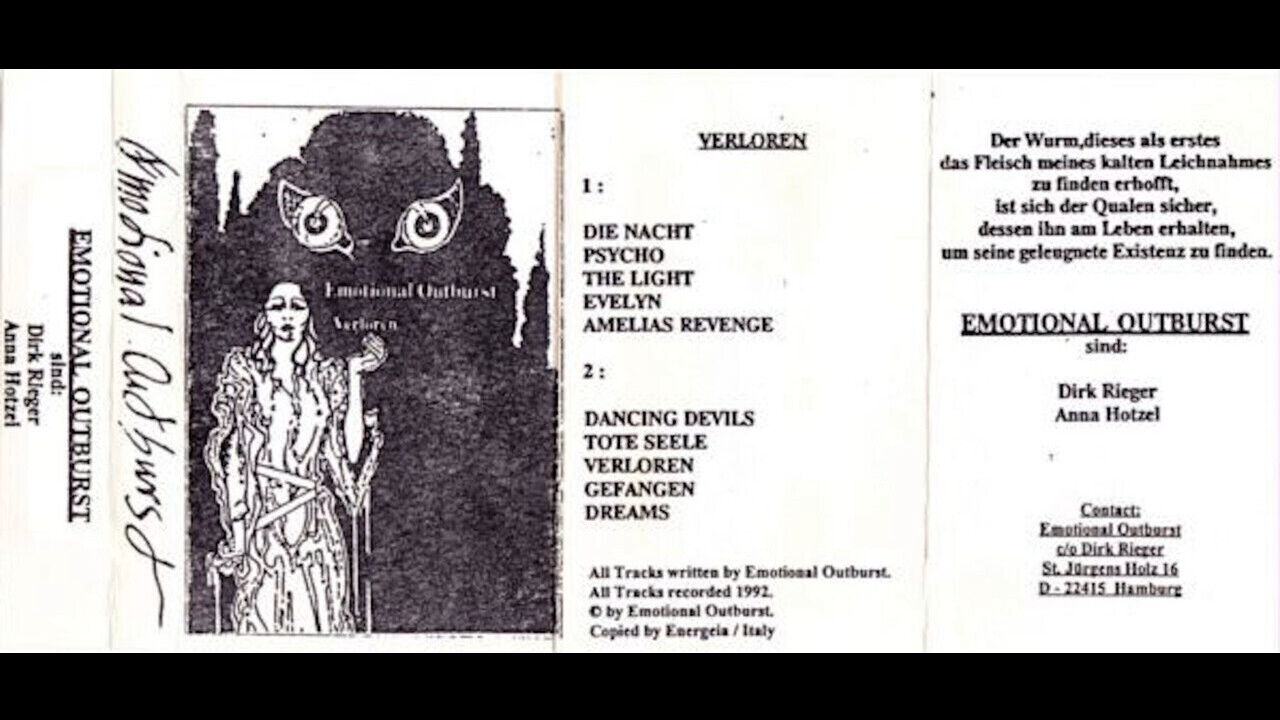 EMOTIONAL OUTBURST
sind:
Dirk Rieger
Anna Hotzel
Emotional Outburst
Emotional Outburst
Verloren
VERLOREN
1 :
DIE NACHT
PSYCHO
THE LIGHT
EVELYN
AMELIAS REVENGE
2 :
DANCING DEVILS
TOTE SEELE
VERLOREN
GEFANGEN
DREAMS
All Tracks written by Emotional Outburst.
All Tracks recorded 1992.
© by Emotional Outburst.
Copied by Energeia / Italy
Der Wurm,dieses als erstes
das Fleisch meines kalten Leichnahmes
zu finden erhofft,
ist sich der Qualen sicher,
dessen ihn am Leben erhalten,
um seine geleugnete Existenz zu finden.
EMOTIONAL OUTBURST
sind:
Dirk Rieger
Anna Hotzel
Contact:
Emotional Outburst
c/o Dirk Rieger
St. Jürgens Holz 16
D - 22415 Hamburg